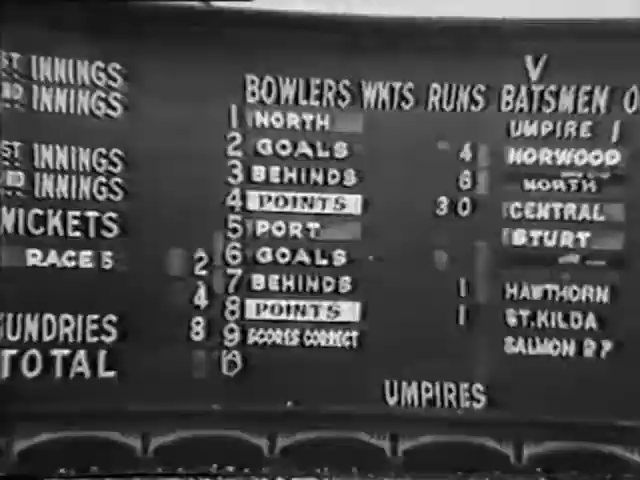 V
ST INNINGS
ND INNINGS
BOWLERS WKTS RUNS BATSMEN O
1 NORTH UMPIRE 1
2 GOALS 4 NORWOOD
ST INNINGS
3 BEHINDS 6 NORTH
ND INNINGS
4 POINTS 30 CENTRAL
WICKETS
5 PORT STURT
RACE 5 2
6 GOALS
7 BEHINDS 1 HAWTHORN
4
8 POINTS 1 ST.KILDA
SUNDRIES 8
9 SCORES CORRECT SALMON P7
TOTAL
10
UMPIRES